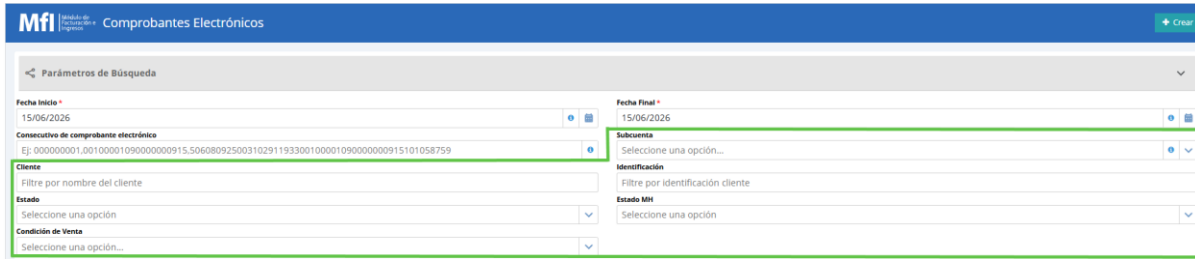 MfI Módulo de Facturación e Ingresos Comprobantes Electrónicos + Crear
Parámetros de Búsqueda
Fecha Inicio * Fecha Final *
15/06/2026 15/06/2026
Consecutivo de comprobante electrónico Subcuenta
Ej: 000000001,00100001090000000915,50608092500310291193300100001090000000915101058759 Seleccione una opción...
Cliente Identificación
Filtre por nombre del cliente Filtre por identificación cliente
Estado Estado MH
Seleccione una opción Seleccione una opción
Condición de Venta
Seleccione una opción...